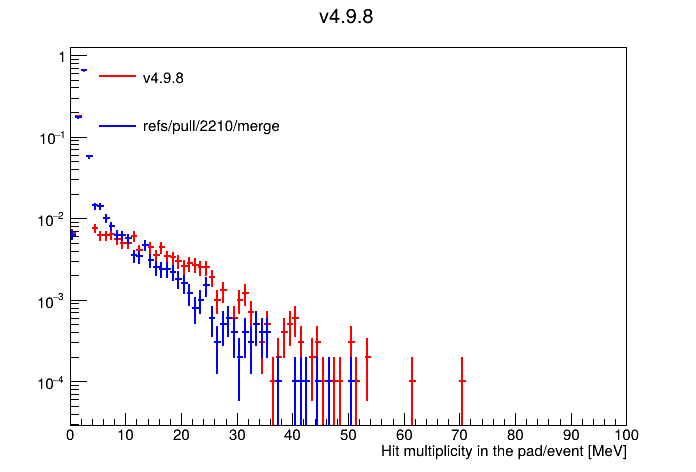 v4.9.8
1
v4.9.8
refs/pull/2210/merge
10⁻¹
10⁻²
10⁻³
10⁻⁴
0 10 20 30 40 50 60 70 80 90 100
Hit multiplicity in the pad/event [MeV]